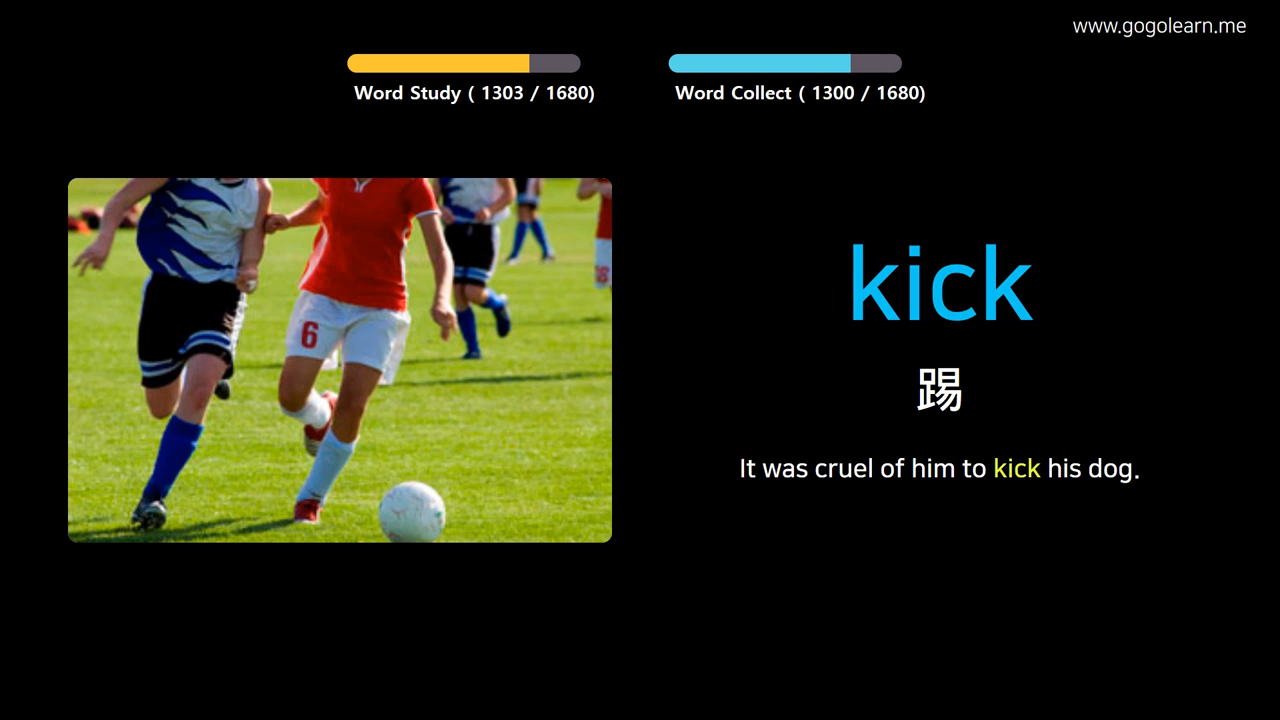 www.gogolearn.me
Word Study ( 1303 / 1680)
Word Collect ( 1300 / 1680)
kick
踢
It was cruel of him to kick his dog.
6